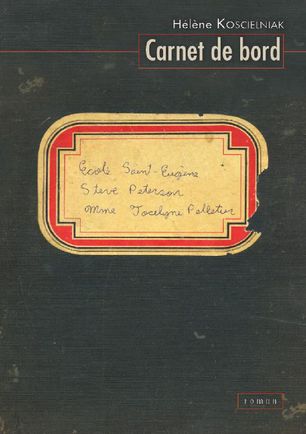 Hélène KOSCIELNIAK
Carnet de bord
École Saint-Eugène
Steve Peterson
Mme Jocelyne Pelletier
roman